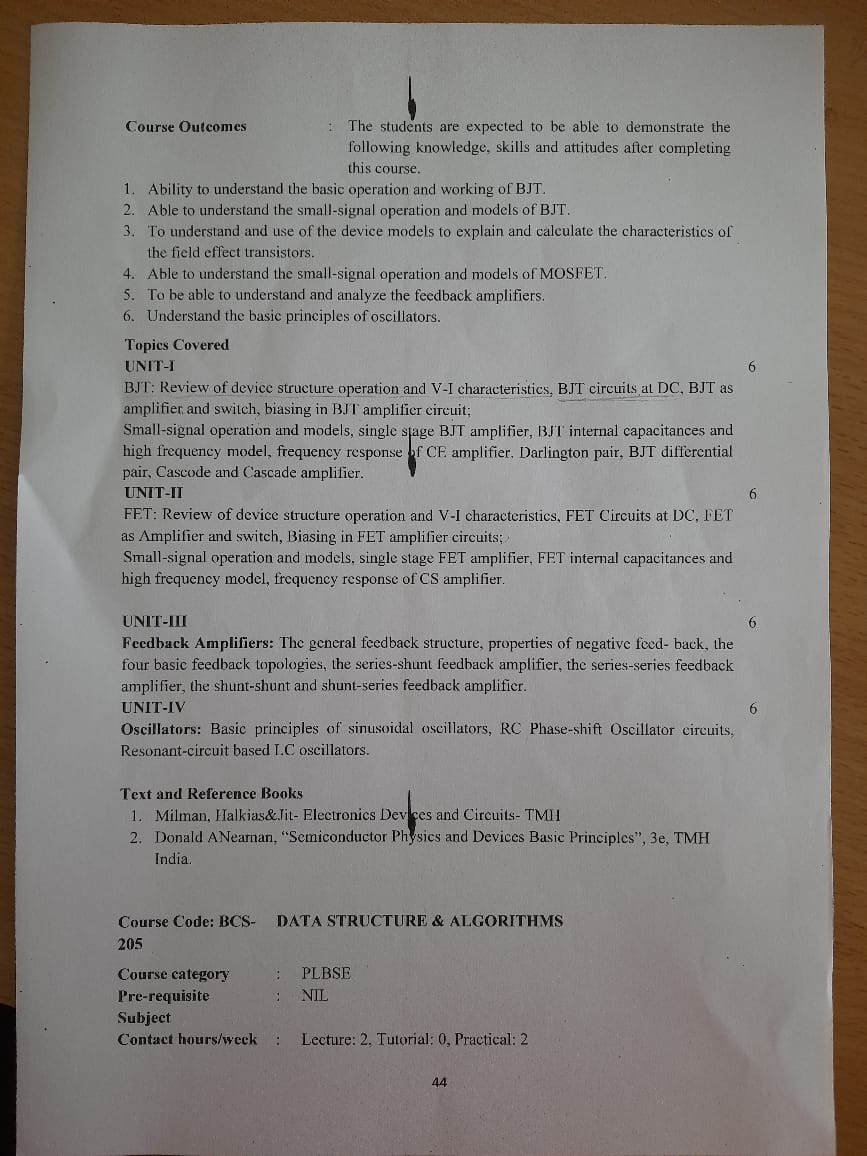 Course Outcomes : The students are expected to be able to demonstrate the
following knowledge, skills and attitudes after completing
this course.
1. Ability to understand the basic operation and working of BJT.
2. Able to understand the small-signal operation and models of BJT.
3. To understand and use of the device models to explain and calculate the characteristics of
the field effect transistors.
4. Able to understand the small-signal operation and models of MOSFET.
5. To be able to understand and analyze the feedback amplifiers.
6. Understand the basic principles of oscillators.
Topics Covered
UNIT-I 6
BJT: Review of device structure operation and V-I characteristics, BJT circuits at DC, BJT as
amplifier and switch, biasing in BJT amplifier circuit;
Small-signal operation and models, single stage BJT amplifier, BJT internal capacitances and
high frequency model, frequency response of CE amplifier, Darlington pair, BJT differential
pair, Cascode and Cascade amplifier.
UNIT-II 6
FET: Review of device structure operation and V-I characteristics, FET Circuits at DC, FET
as Amplifier and switch, Biasing in FET amplifier circuits;
Small-signal operation and models, single stage FET amplifier, FET internal capacitances and
high frequency model, frequency response of CS amplifier.
UNIT-III 6
Feedback Amplifiers: The general feedback structure, properties of negative feed- back, the
four basic feedback topologies, the series-shunt feedback amplifier, the series-series feedback
amplifier, the shunt-shunt and shunt-series feedback amplifier.
UNIT-IV 6
Oscillators: Basic principles of sinusoidal oscillators, RC Phase-shift Oscillator circuits,
Resonant-circuit based LC oscillators.
Text and Reference Books
1. Milman, Halkias&Jit- Electronics Devices and Circuits- TMH
2. Donald ANeaman, “Semiconductor Physics and Devices Basic Principles”, 3e, TMH
India.
Course Code: BCS- DATA STRUCTURE & ALGORITHMS
205
Course category : PLBSE
Pre-requisite : NIL
Subject
Contact hours/week : Lecture: 2, Tutorial: 0, Practical: 2
44